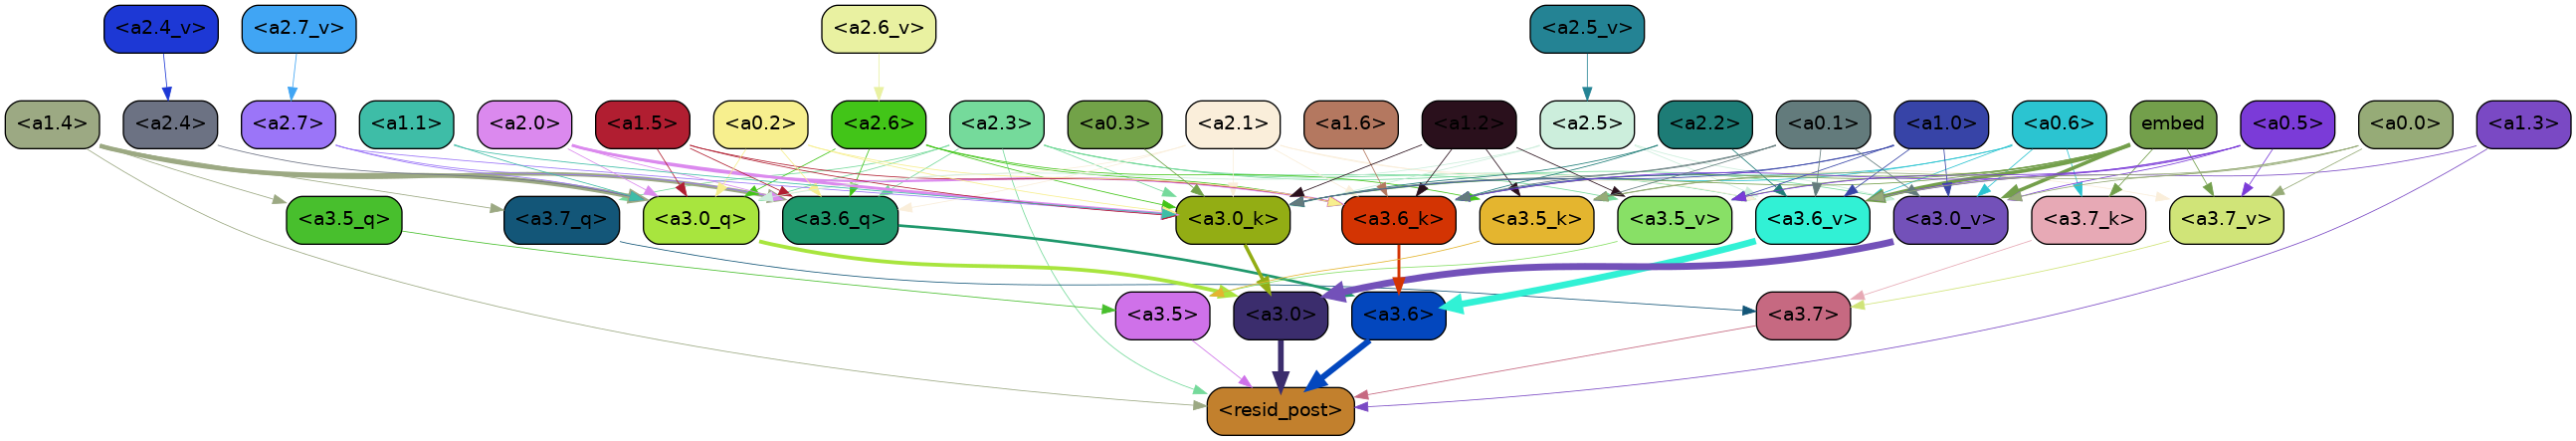 <a2.4_v> <a2.7_v> <a2.6_v> <a2.5_v>
<a1.4> <a2.4> <a2.7> <a1.1> <a2.0> <a1.5> <a0.2> <a2.6> <a2.3> <a0.3> <a2.1> <a1.6> <a1.2> <a2.5> <a2.2> <a0.1> <a1.0> <a0.6> embed <a0.5> <a0.0> <a1.3>
<a3.5_q> <a3.7_q> <a3.0_q> <a3.6_q> <a3.0_k> <a3.6_k> <a3.5_k> <a3.5_v> <a3.6_v> <a3.0_v> <a3.7_k> <a3.7_v>
<a3.5> <a3.0> <a3.6> <a3.7>
<resid_post>